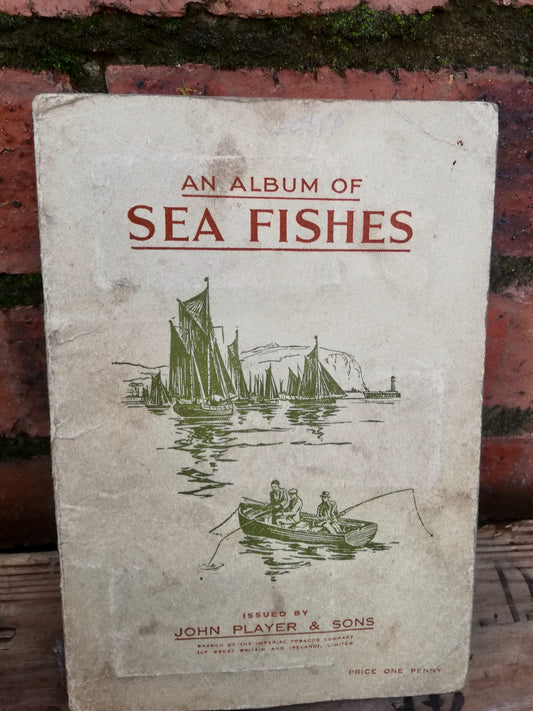 AN ALBUM OF
SEA FISHES
ISSUED BY
JOHN PLAYER & SONS
BRANCH OF THE IMPERIAL TOBACCO COMPANY
(OF GREAT BRITAIN AND IRELAND), LIMITED
PRICE ONE PENNY